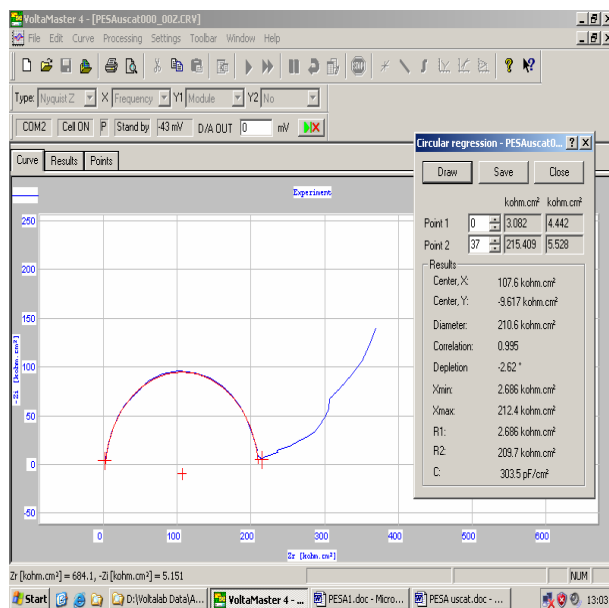 VoltaMaster 4 - [PESAuscat000_002.CRV]
File Edit Curve Processing Settings Toolbar Window Help
Type: Nyquist Z X Frequency Y1 Module Y2 No
COM2 Cell ON P Stand by -43 mV D/A OUT 0 mV
Curve Results Points
Experiment
250
200
150
100
50
0
-50
-Zi [kohm.cm²]
0 100 200 300 400 500 600
Zr [kohm.cm²]
Circular regression - PESAuscat0...
Draw Save Close
kohm.cm² kohm.cm²
Point 1 0 3.082 4.442
Point 2 37 215.409 5.528
Results
Center, X: 107.6 kohm.cm²
Center, Y: -9.617 kohm.cm²
Diameter: 210.6 kohm.cm²
Correlation: 0.995
Depletion -2.62 °
Xmin: 2.686 kohm.cm²
Xmax: 212.4 kohm.cm²
R1: 2.686 kohm.cm²
R2: 209.7 kohm.cm²
C: 303.5 pF/cm²
Zr [kohm.cm²] = 684.1, -Zi [kohm.cm²] = 5.151 NUM
Start D:\Voltalab Data\A... VoltaMaster 4 - ... PESA1.doc - Micro... PESA uscat.doc - ... 13:03